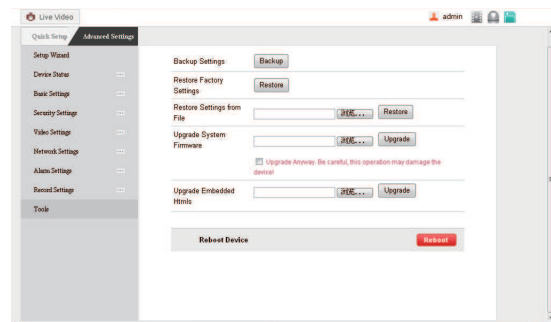 Live Video
admin
Quick Setup
Advanced Settings
Setup Wizard
Device Status
Basic Settings
Security Settings
Video Settings
Network Settings
Alarm Settings
Record Settings
Tools
Backup Settings
Backup
Restore Factory
Settings
Restore
Restore Settings from
File
浏览...
Restore
Upgrade System
Firmware
浏览...
Upgrade
Upgrade Anyway. Be careful, this operation may damage the
device!
Upgrade Embedded
Htmls
浏览...
Upgrade
Reboot Device
Reboot